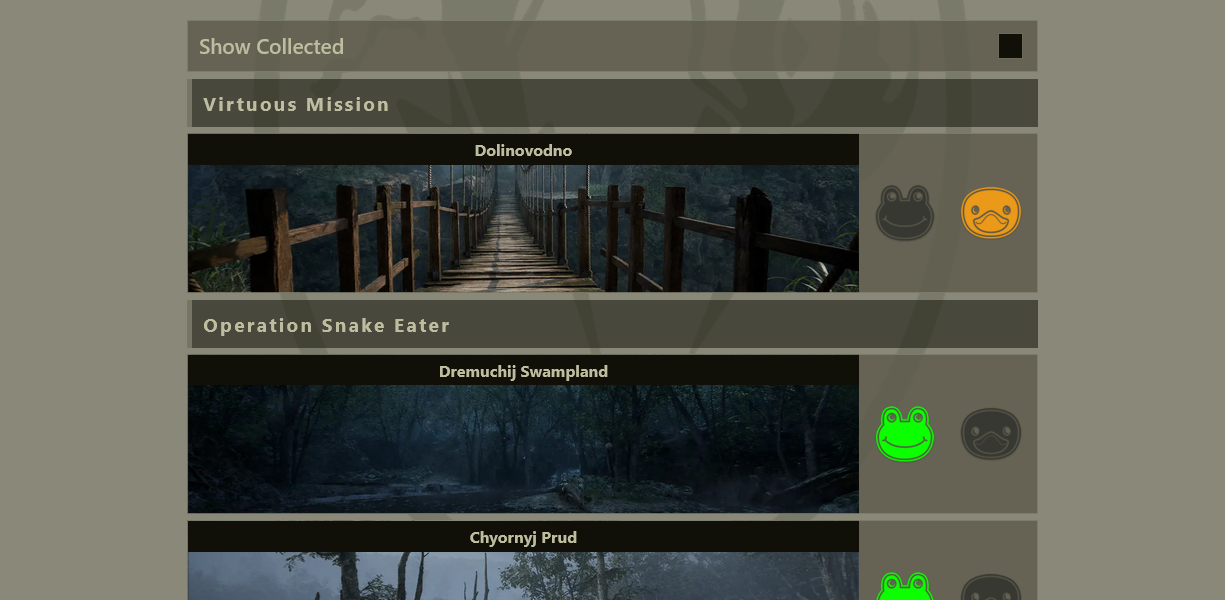 Show Collected
Virtuous Mission
Dolinovodno
Operation Snake Eater
Dremuchij Swampland
Chyornyj Prud